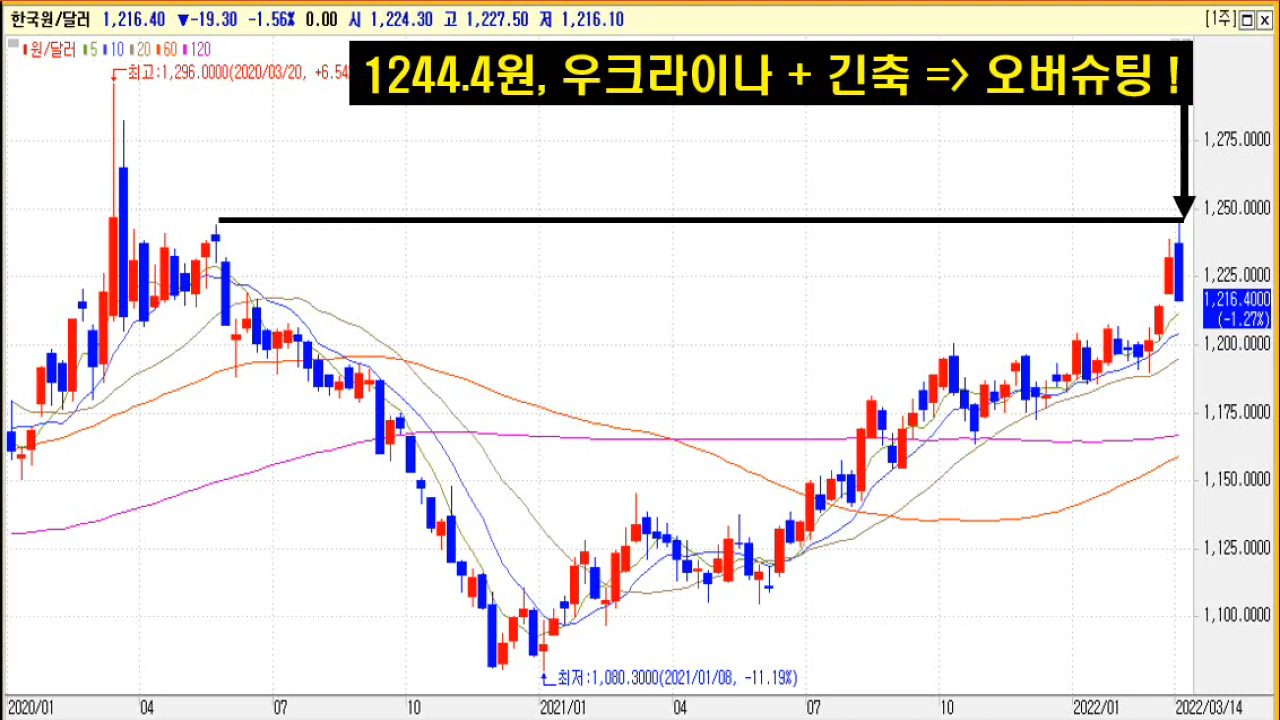 한국원/달러 1,216.40 ▼-19.30 -1.56% 0.00 시 1,224.30 고 1,227.50 저 1,216.10 [1주]
원/달러 5 10 20 60 120
최고:1,296.0000(2020/03/20, +6.54
1244.4원, 우크라이나 + 긴축 => 오버슈팅 !
1,275.0000
1,250.0000
1,225.0000
1,216.4000
(-1.27%)
1,200.0000
1,175.0000
1,150.0000
1,125.0000
1,100.0000
최저:1,080.3000(2021/01/08, -11.19%)
2020/01 04 07 10 2021/01 04 07 10 2022/01 2022/03/14